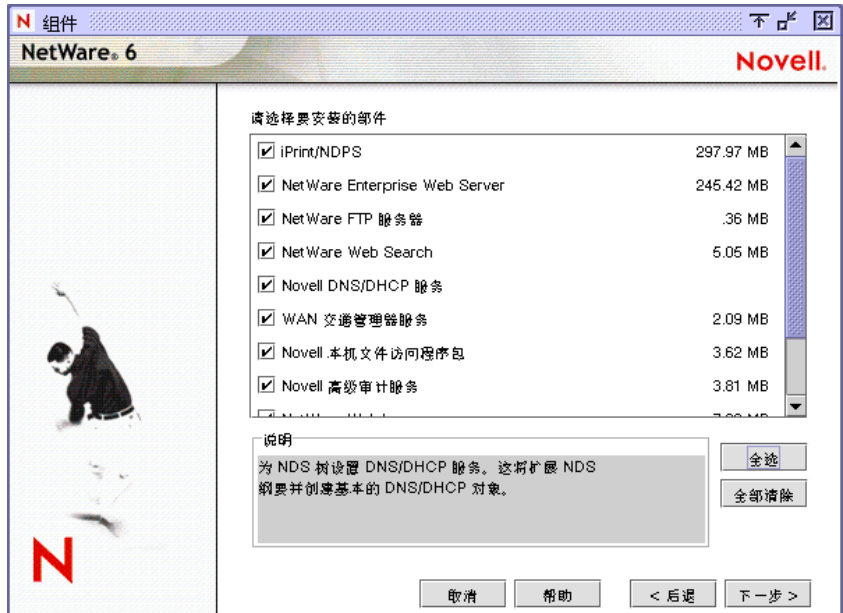 N 组件
NetWare® 6
Novell®
请选择要安装的部件
iPrint/NDPS 297.97 MB
NetWare Enterprise Web Server 245.42 MB
NetWare FTP 服务器 .36 MB
NetWare Web Search 5.05 MB
Novell DNS/DHCP 服务
WAN 交通管理器服务 2.09 MB
Novell 本机文件访问程序包 3.62 MB
Novell 高级审计服务 3.81 MB
说明
为 NDS 树设置 DNS/DHCP 服务。这将扩展 NDS
纲要并创建基本的 DNS/DHCP 对象。
全选
全部清除
N
取消 帮助 < 后退 下一步 >